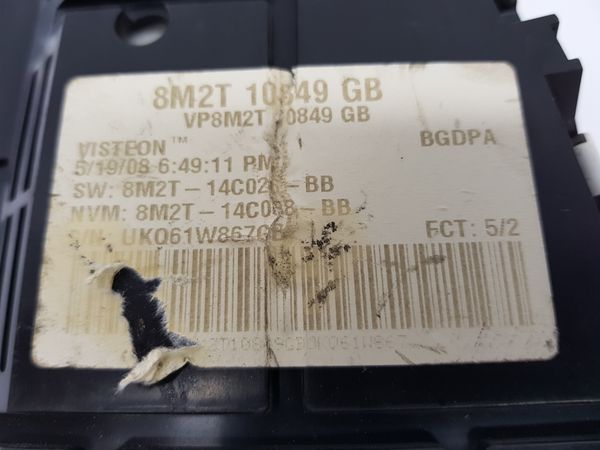 8M2T 10849 GB
VP8M2T 10849 GB
VISTEON™ BGDPA
5/19/08 6:49:11 PM
SW: 8M2T-14C026-BB
NVM: 8M2T-14C088-BB
S/N: UKQ61W867GB FCT: 5/2